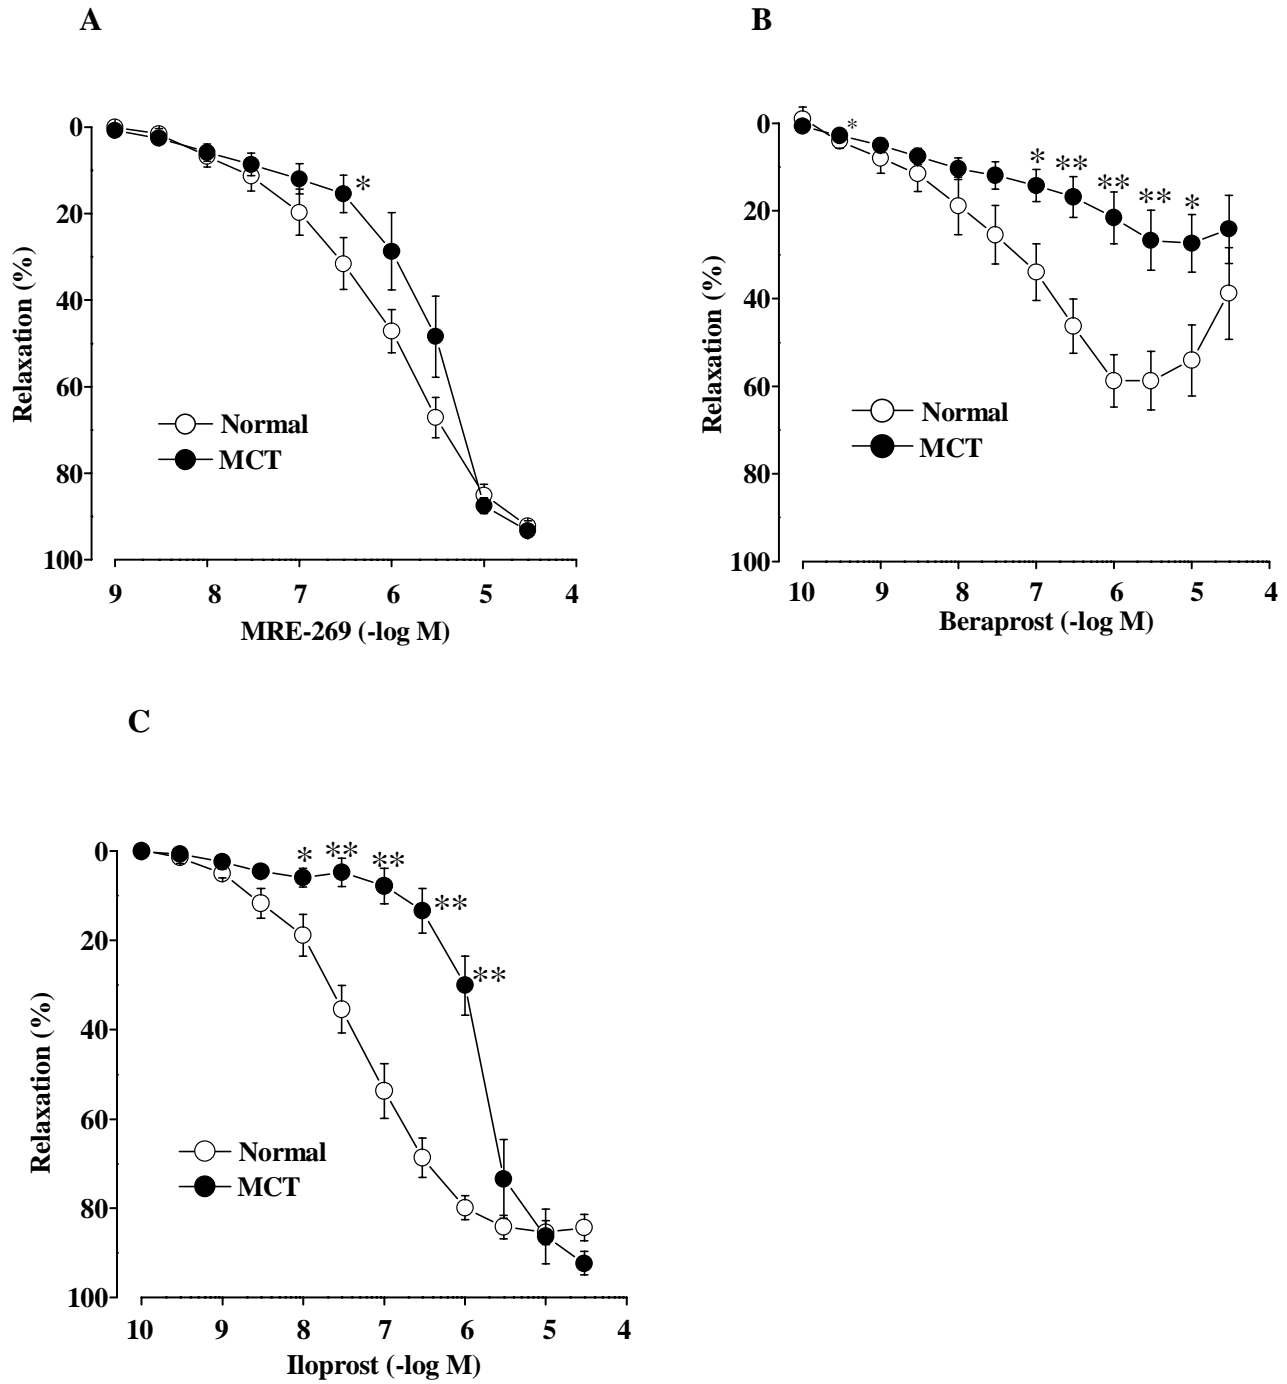 A
B
0
20
40
60
80
100
Relaxation (%)
*
Normal
MCT
9 8 7 6 5 4
MRE-269 (-log M)
0
20
40
60
80
100
Relaxation (%)
*
* ** ** ** *
Normal
MCT
10 9 8 7 6 5 4
Beraprost (-log M)
C
0
20
40
60
80
100
Relaxation (%)
* ** **
**
**
Normal
MCT
10 9 8 7 6 5 4
Iloprost (-log M)